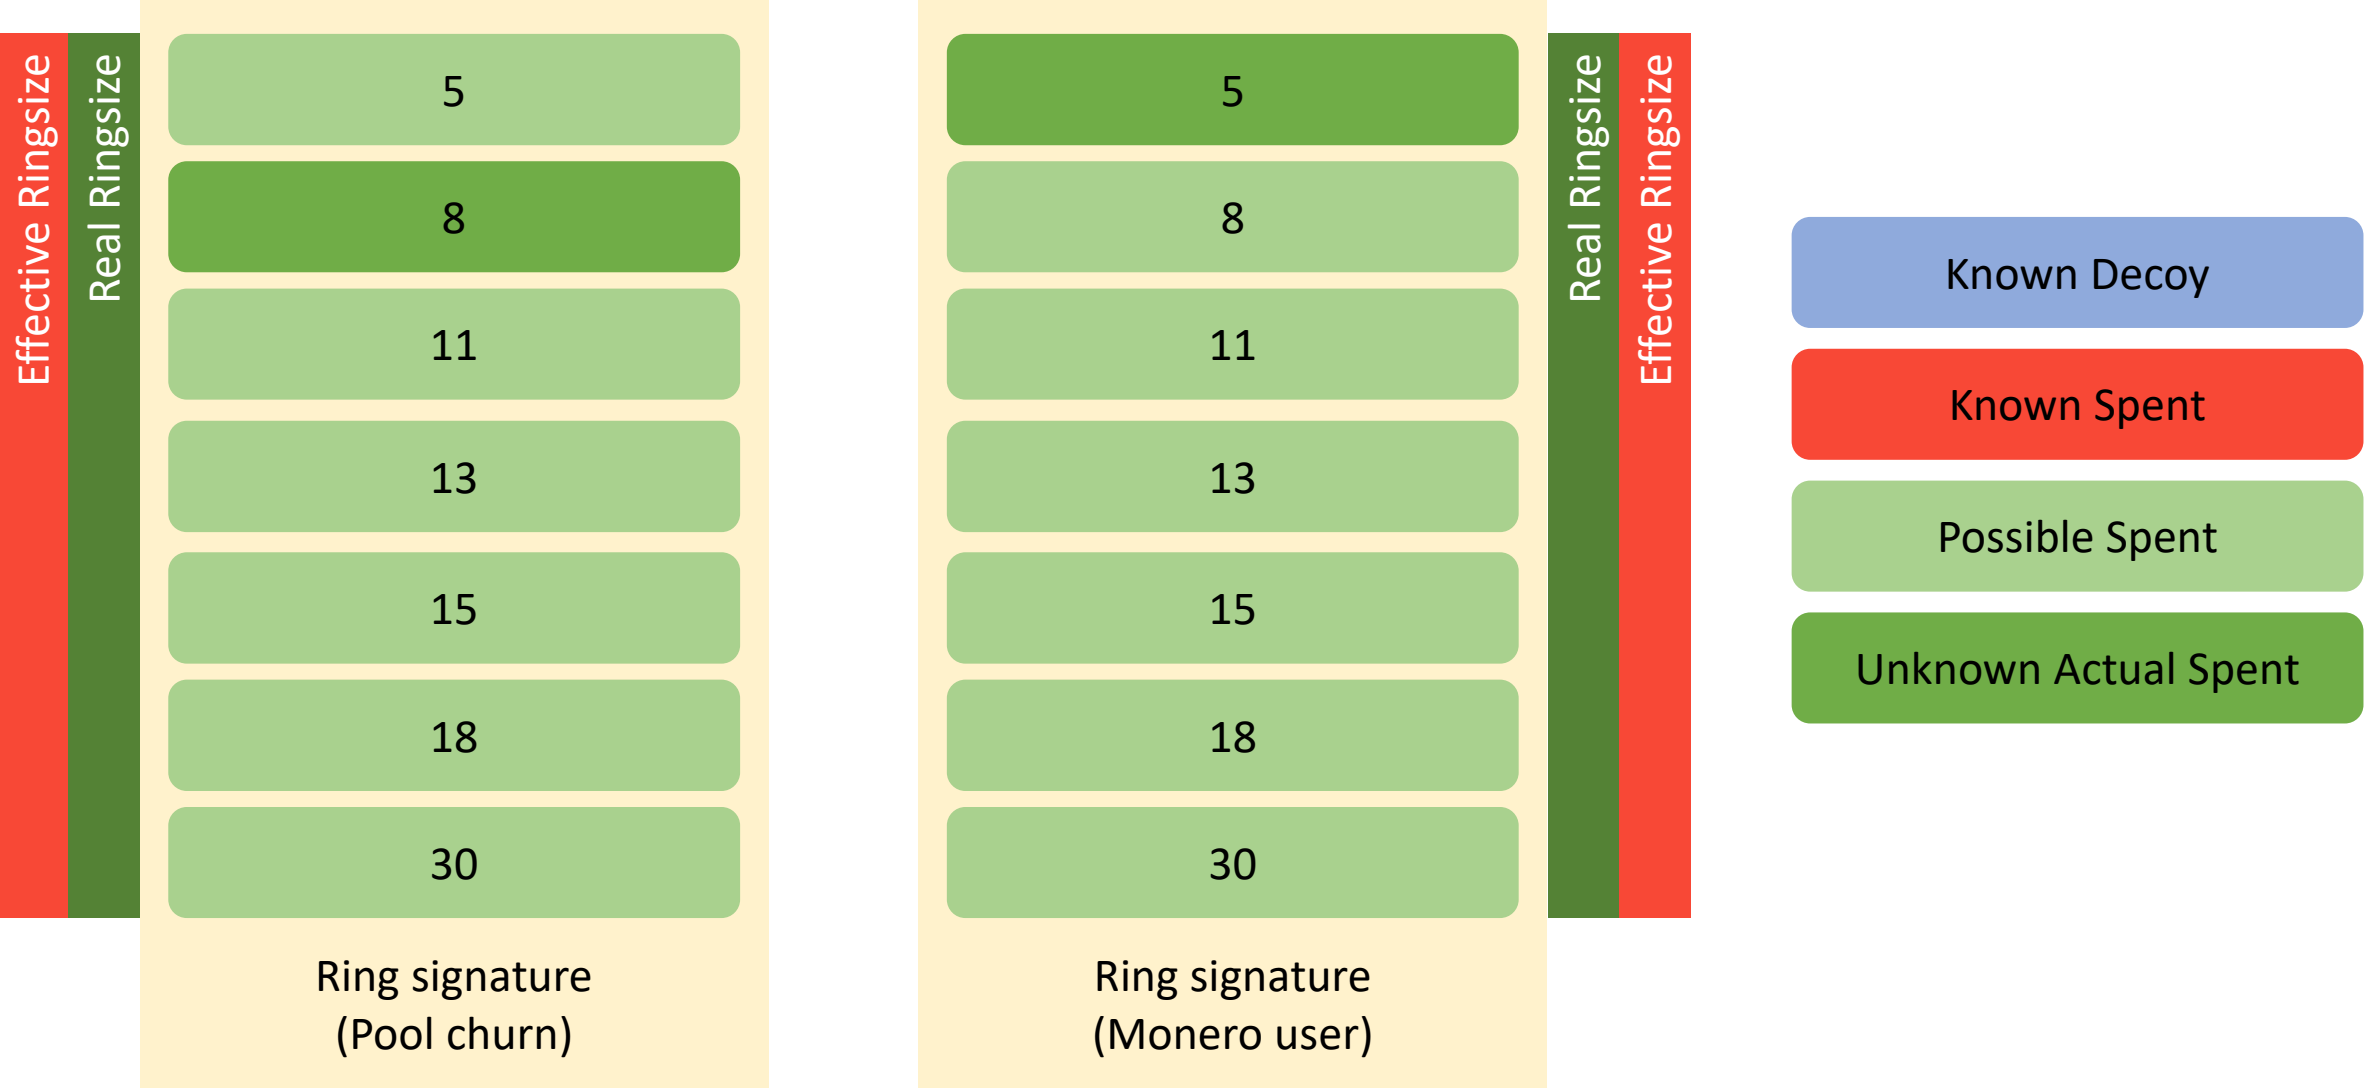 Effective Ringsize
Real Ringsize
5
8
11
13
15
18
30
Ring signature
(Pool churn)
5
8
11
13
15
18
30
Ring signature
(Monero user)
Real Ringsize
Effective Ringsize
Known Decoy
Known Spent
Possible Spent
Unknown Actual Spent